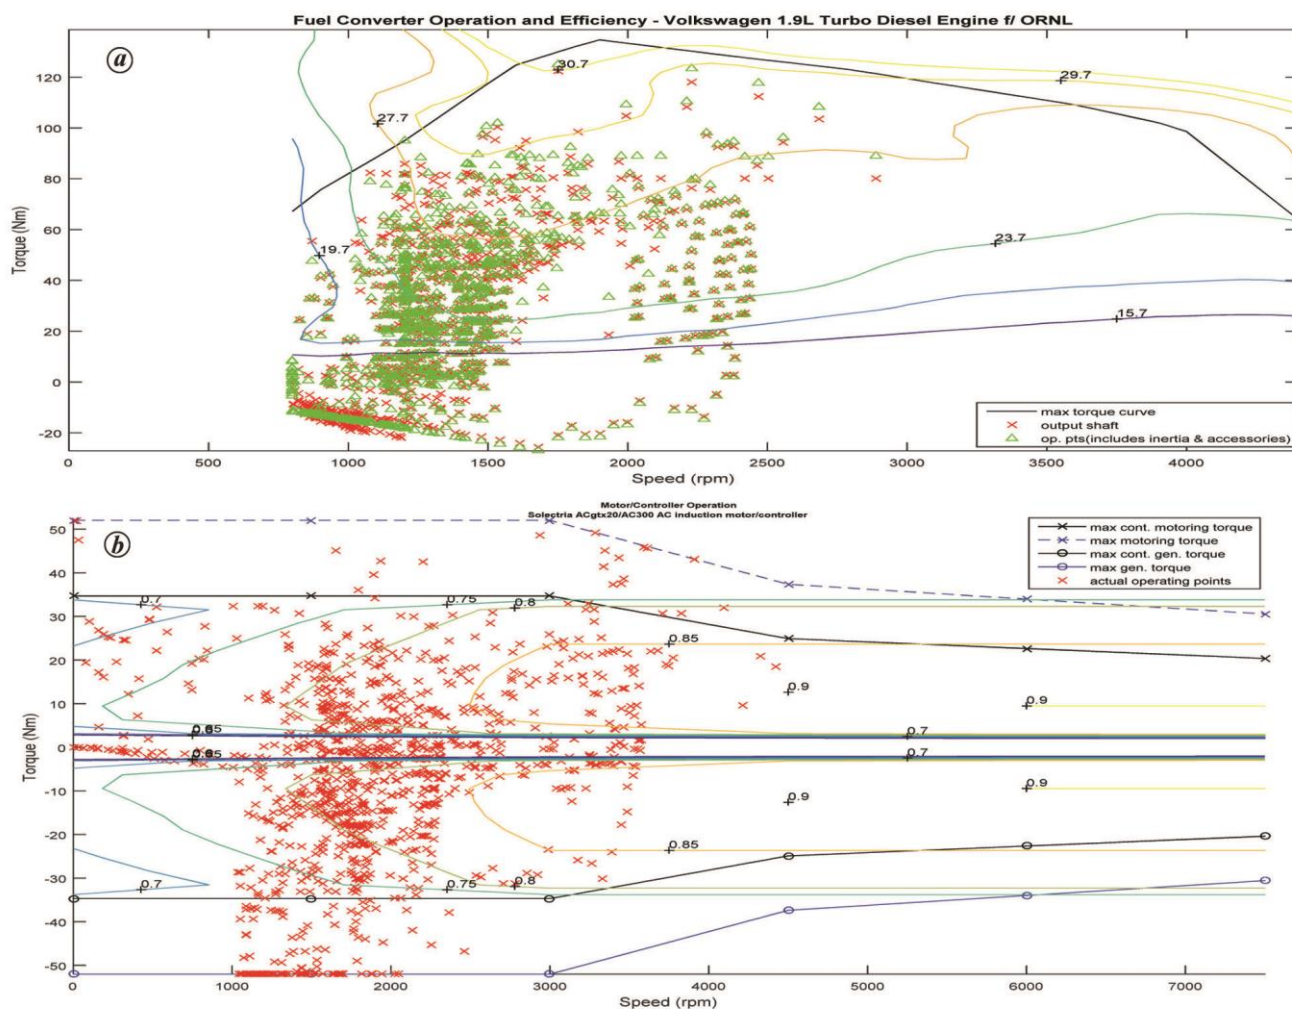 Fuel Converter Operation and Efficiency - Volkswagen 1.9L Turbo Diesel Engine f/ ORNL
a
120
100
80
60
40
20
0
-20
Torque (Nm)
30.7
29.7
27.7
19.7
23.7
15.7
max torque curve
output shaft
op. pts(includes inertia & accessories)
0 500 1000 1500 2000 2500 3000 3500 4000
Speed (rpm)
Motor/Controller Operation
Solectria ACgtx20/AC300 AC induction motor/controller
b
50
40
30
20
10
0
-10
-20
-30
-40
-50
Torque (Nm)
max cont. motoring torque
max motoring torque
max cont. gen. torque
max gen. torque
actual operating points
0.7 0.75 0.8
0.85
0.9
0.9
0.7
0.7
0.9
0.9
0.85
0.7 0.75 0.8
0 1000 2000 3000 4000 5000 6000 7000
Speed (rpm)